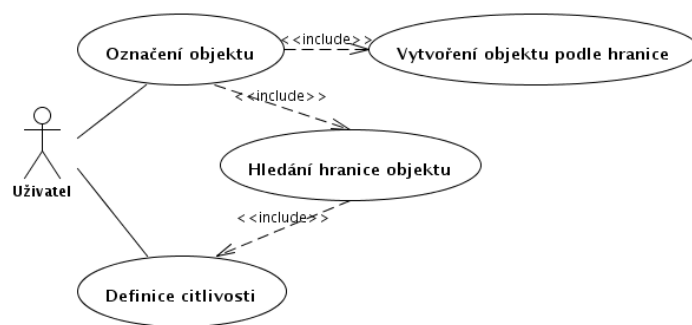 <<include>>
Označení objektu
Vytvoření objektu podle hranice
<<include>>
Hledání hranice objektu
Uživatel
<<include>>
Definice citlivosti